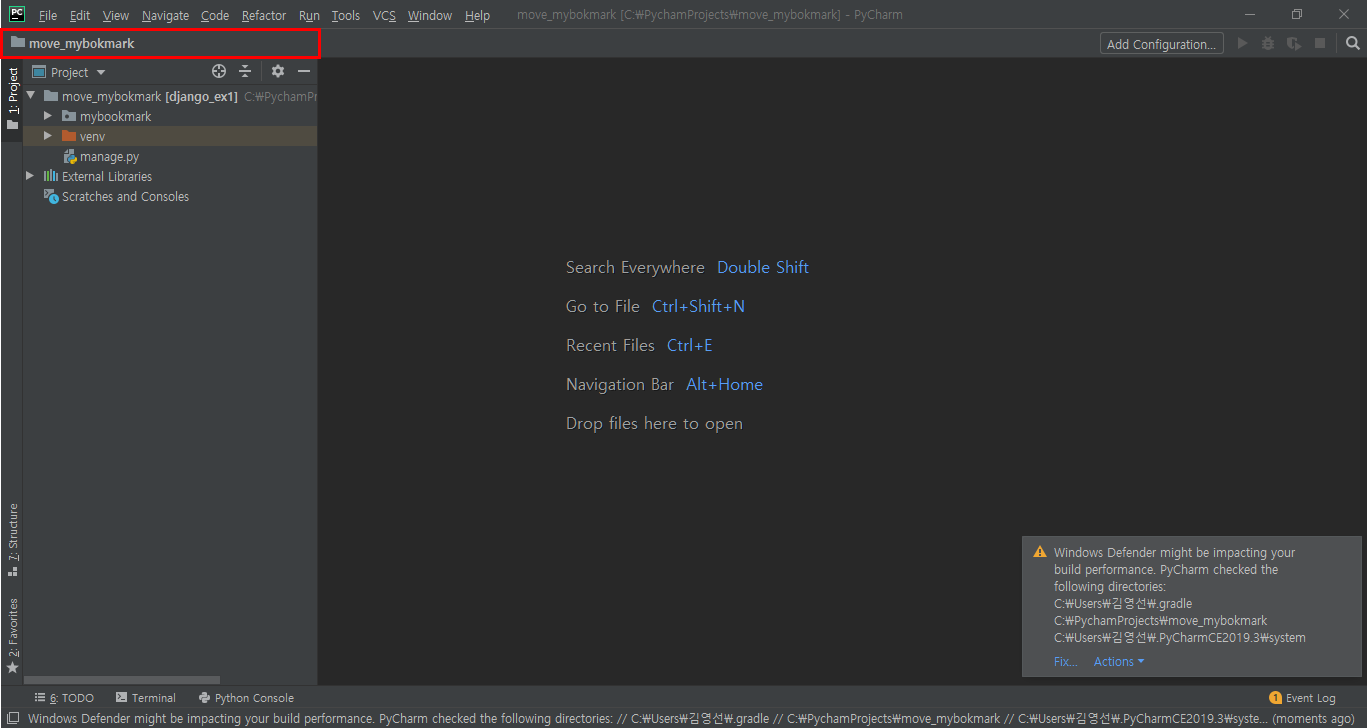 PC File Edit View Navigate Code Refactor Run Tools VCS Window Help move_mybokmark [C:₩PychamProjects₩move_mybokmark] - PyCharm
move_mybokmark
Add Configuration...
1: Project
Project
move_mybokmark [django_ex1] C:₩PychamPr
mybookmark
venv
manage.py
External Libraries
Scratches and Consoles
Search Everywhere Double Shift
Go to File Ctrl+Shift+N
Recent Files Ctrl+E
Navigation Bar Alt+Home
Drop files here to open
7: Structure
2: Favorites
Windows Defender might be impacting your
build performance. PyCharm checked the
following directories:
C:₩Users₩김영선₩.gradle
C:₩PychamProjects₩move_mybokmark
C:₩Users₩김영선₩.PyCharmCE2019.3₩system
Fix... Actions
6: TODO Terminal Python Console 1 Event Log
Windows Defender might be impacting your build performance. PyCharm checked the following directories: // C:₩Users₩김영선₩.gradle // C:₩PychamProjects₩move_mybokmark // C:₩Users₩김영선₩.PyCharmCE2019.3₩syste... (moments ago)